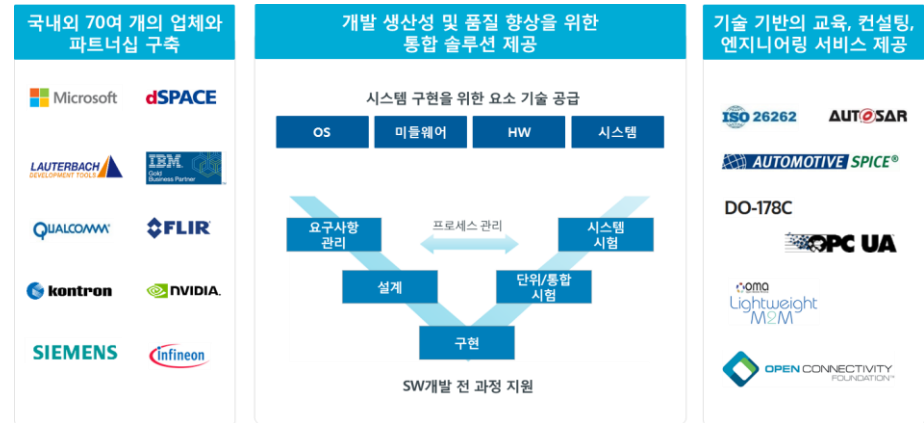 국내외 70여 개의 업체와
파트너십 구축
Microsoft
dSPACE
LAUTERBACH
DEVELOPMENT TOOLS
IBM
Gold
Business Partner
QUALCOMM
FLIR
kontron
NVIDIA.
SIEMENS
infineon
개발 생산성 및 품질 향상을 위한
통합 솔루션 제공
시스템 구현을 위한 요소 기술 공급
OS
미들웨어
HW
시스템
요구사항
관리
프로세스 관리
시스템
시험
설계
단위/통합
시험
구현
SW개발 전 과정 지원
기술 기반의 교육, 컨설팅,
엔지니어링 서비스 제공
ISO 26262
AUTOSAR
AUTOMOTIVE SPICE®
DO-178C
OPC UA
oma
Lightweight
M2M
OPEN CONNECTIVITY
FOUNDATION™